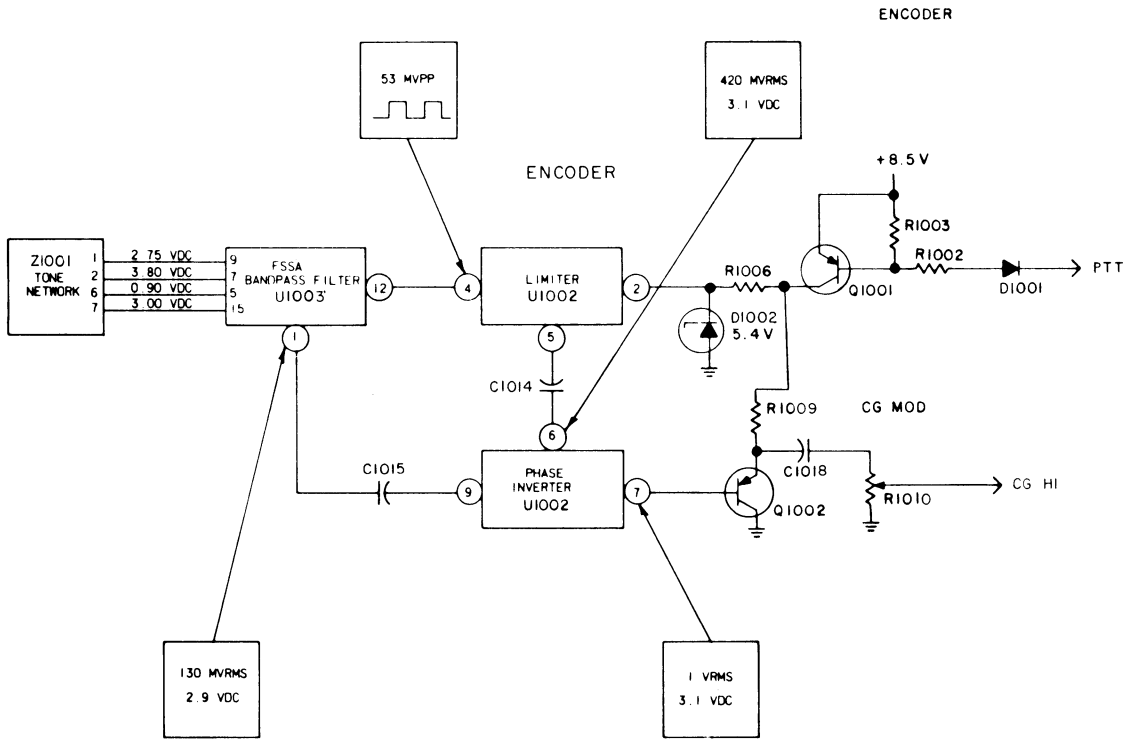 ENCODER
53 MVPP
420 MVRMS
3.1 VDC
ENCODER
+8.5V
R1003
R1002
PTT
D1001
Q1001
Z1001
TONE
NETWORK
1
2
6
7
2.75 VDC
3.80 VDC
0.90 VDC
3.00 VDC
9
7
5
15
FSSA
BANDPASS FILTER
U1003
12
1
4
LIMITER
U1002
2
5
R1006
D1002
5.4V
C1014
6
R1009
CG MOD
C1018
C1015
9
PHASE
INVERTER
U1002
7
Q1002
R1010
CG HI
130 MVRMS
2.9 VDC
1 VRMS
3.1 VDC